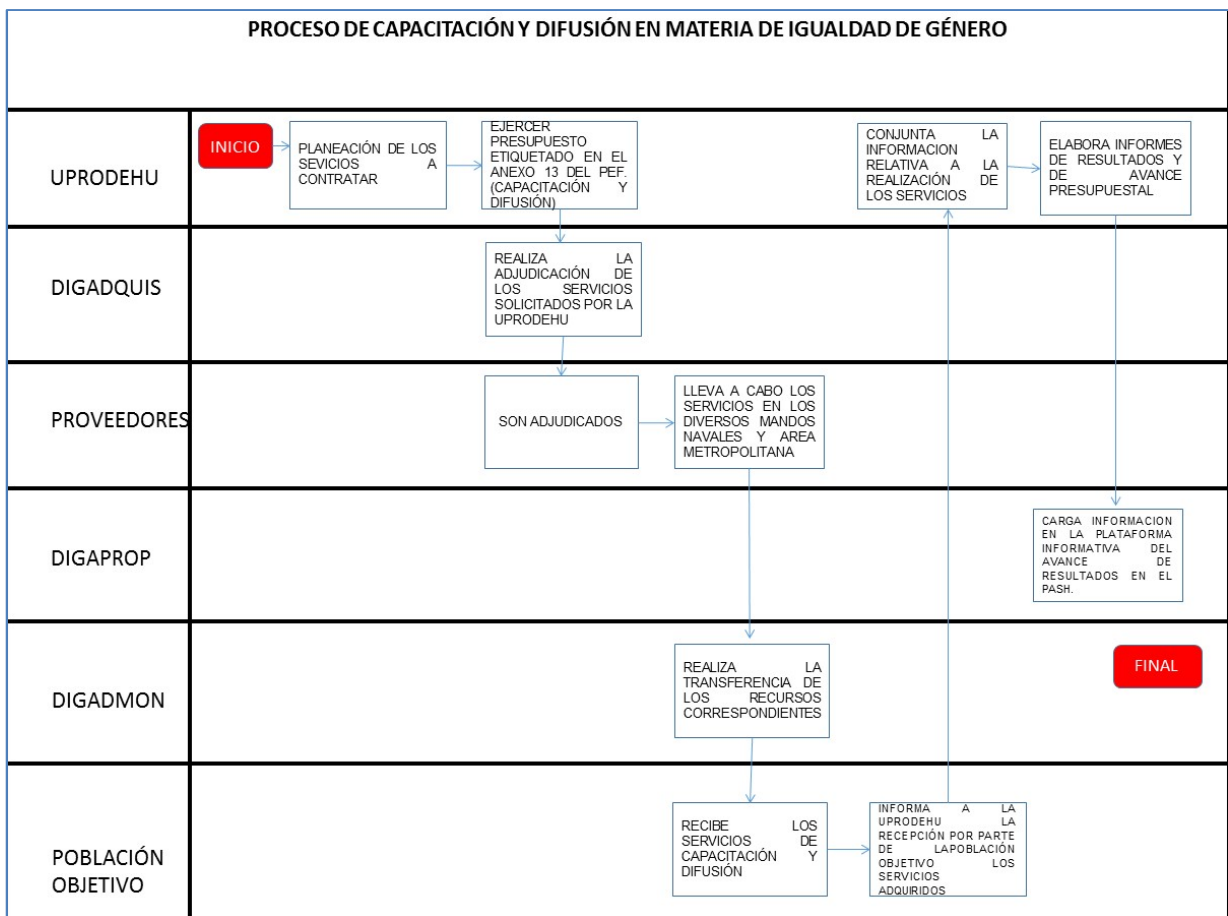 PROCESO DE CAPACITACIÓN Y DIFUSIÓN EN MATERIA DE IGUALDAD DE GÉNERO
UPRODEHU
INICIO
PLANEACIÓN DE LOS
SEVICIOS A
CONTRATAR
EJERCER
PRESUPUESTO
ETIQUETADO EN EL
ANEXO 13 DEL PEF.
(CAPACITACIÓN Y
DIFUSIÓN)
CONJUNTA LA
INFORMACION
RELATIVA A LA
REALIZACIÓN DE
LOS SERVICIOS
ELABORA INFORMES
DE RESULTADOS Y
DE AVANCE
PRESUPUESTAL
DIGADQUIS
REALIZA LA
ADJUDICACIÓN DE
LOS SERVICIOS
SOLICITADOS POR LA
UPRODEHU
PROVEEDORES
SON ADJUDICADOS
LLEVA A CABO LOS
SERVICIOS EN LOS
DIVERSOS MANDOS
NAVALES Y AREA
METROPOLITANA
DIGAPROP
CARGA INFORMACION
EN LA PLATAFORMA
INFORMATIVA DEL
AVANCE DE
RESULTADOS EN EL
PASH.
DIGADMON
REALIZA LA
TRANSFERENCIA DE
LOS RECURSOS
CORRESPONDIENTES
FINAL
POBLACIÓN
OBJETIVO
RECIBE LOS
SERVICIOS DE
CAPACITACIÓN Y
DIFUSIÓN
INFORMA A LA
UPRODEHU LA
RECEPCIÓN POR PARTE
DE LAPOBLACIÓN
OBJETIVO LOS
SERVICIOS
ADQUIRIDOS